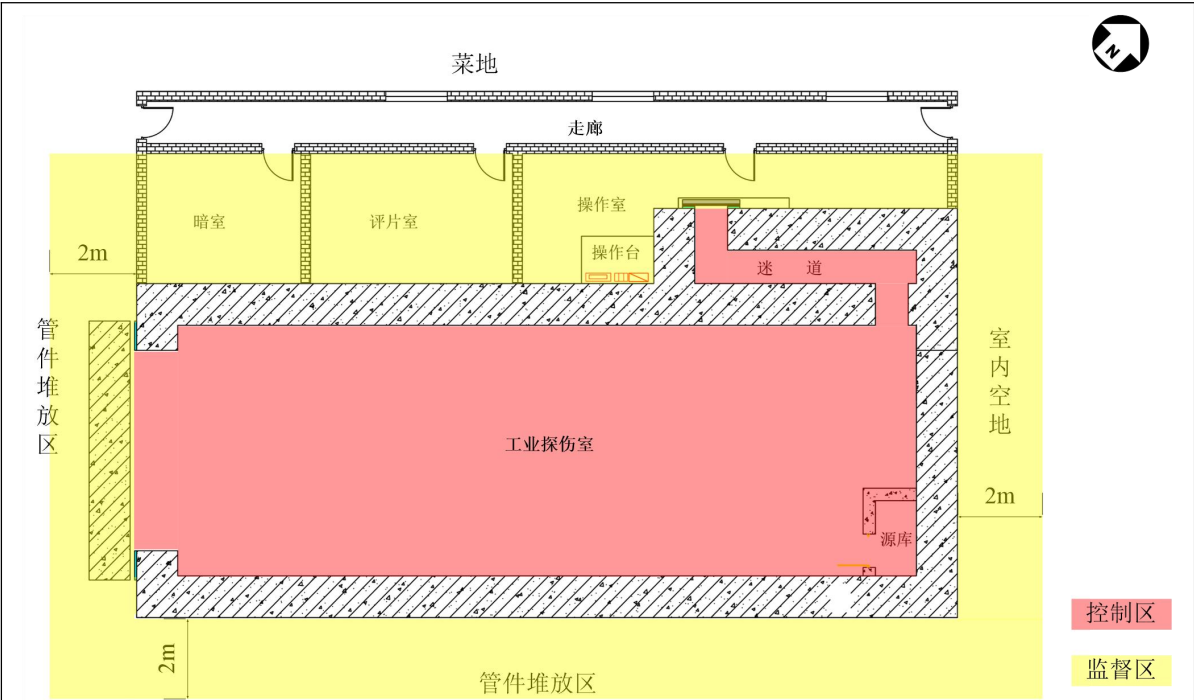 N
菜地
走廊
暗室
评片室
操作室
操作台
2m
迷 道
管件堆放区
室内空地
工业探伤室
2m
源库
控制区
2m
管件堆放区
监督区